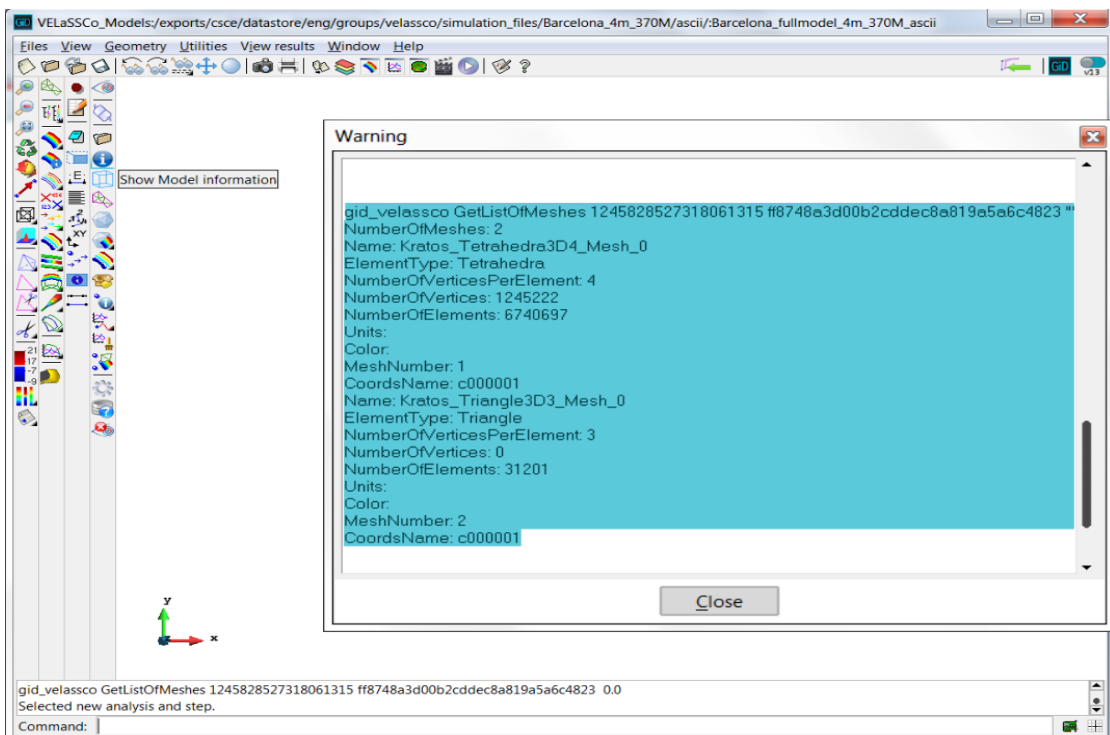 GiD VELaSSCo_Models:/exports/csce/datastore/eng/groups/velassco/simulation_files/Barcelona_4m_370M/ascii/:Barcelona_fullmodel_4m_370M_ascii
Files View Geometry Utilities View results Window Help
GiD v13
Warning
Show Model information
gid_velassco GetListOfMeshes 1245828527318061315 ff8748a3d00b2cddec8a819a5a6c4823 "
NumberOfMeshes: 2
Name: Kratos_Tetrahedra3D4_Mesh_0
ElementType: Tetrahedra
NumberOfVerticesPerElement: 4
NumberOfVertices: 1245222
NumberOfElements: 6740697
Units:
Color:
MeshNumber: 1
CoordsName: c000001
Name: Kratos_Triangle3D3_Mesh_0
ElementType: Triangle
NumberOfVerticesPerElement: 3
NumberOfVertices: 0
NumberOfElements: 31201
Units:
Color:
MeshNumber: 2
CoordsName: c000001
Close
y
x
gid_velassco GetListOfMeshes 1245828527318061315 ff8748a3d00b2cddec8a819a5a6c4823 0.0
Selected new analysis and step.
Command: